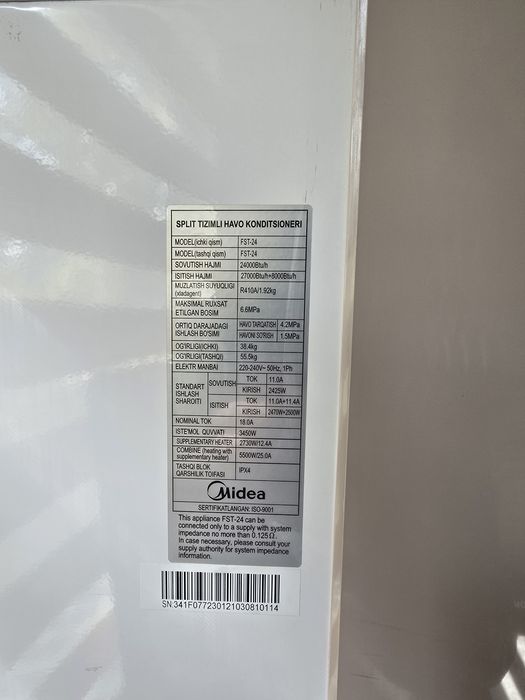 SPLIT TIZIMLI HAVO KONDITSIONERI
MODEL(ichki qism) FST-24
MODEL(tashqi qism) FST-24
SOVUTISH HAJMI 24000Btu/h
ISITISH HAJMI 27000Btu/h+8000Btu/h
MUZLATISH SUYUQLIGI
(xladagent) R410A/1.92kg
MAKSIMAL RUXSAT
ETILGAN BOSIM 6.6MPa
ORTIQ DARAJADAGI
ISHLASH BO'SIMI
HAVO TARQATISH 4.2MPa
HAVONI SO'RISH 1.5MPa
OG'IRLIGI(ICHKI) 38.4kg
OG'IRLIGI(TASHQI) 55.5kg
ELEKTR MANBAI 220-240V~ 50Hz, 1Ph
STANDART
ISHLASH
SHAROITI
SOVUTISH TOK 11.0A
KIRISH 2425W
ISITISH TOK 11.0A+11.4A
KIRISH 2470W+2500W
NOMINAL TOK 18.0A
ISTE'MOL QUVVATI 3450W
SUPPLEMENTARY HEATER 2730W/12.4A
COMBINE (heating with
supplementary heater) 5500W/25.0A
TASHQI BLOK
QARSHILIK TOIFASI IPX4
Midea
SERTIFIKATLANGAN: ISO-9001
This appliance FST-24 can be
connected only to a supply with system
impedance no more than 0.125Ω.
In case necessary, please consult your
supply authority for system impedance
information.
SN:341F077230121030810114